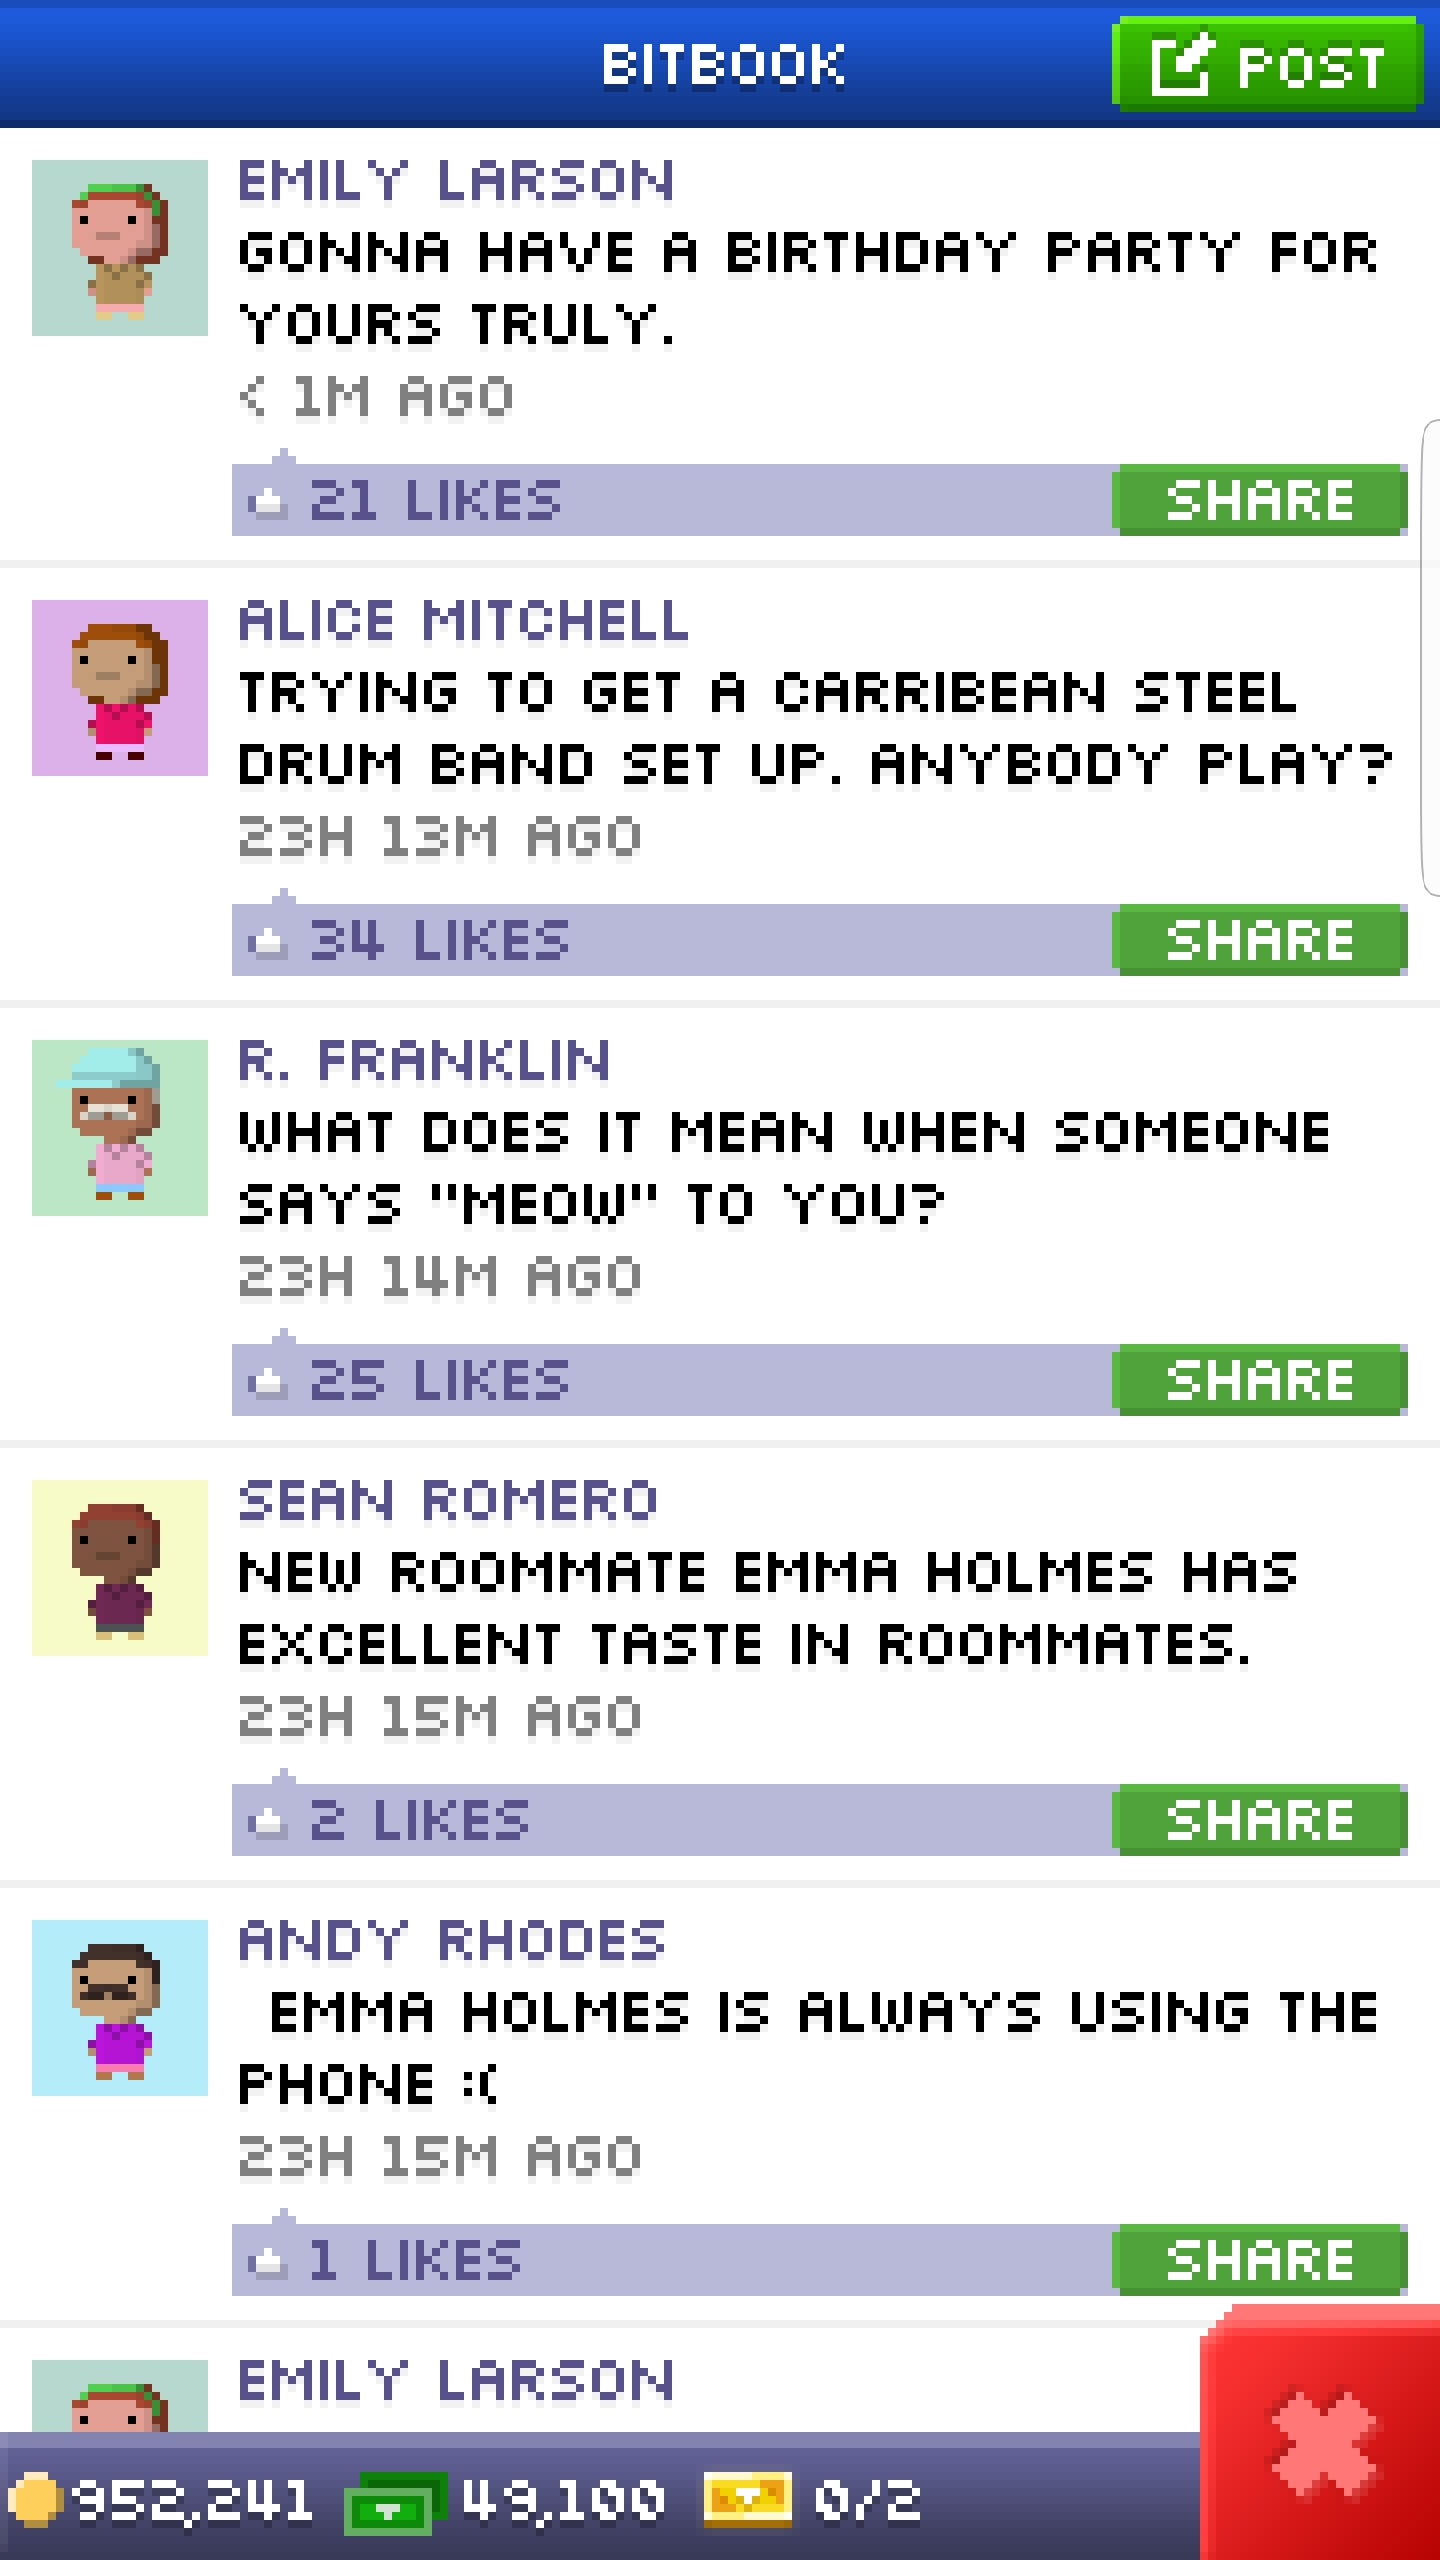 BITBOOK
POST
EMILY LARSON
GONNA HAVE A BIRTHDAY PARTY FOR
YOURS TRULY.
< 1M AGO
21 LIKES
SHARE
ALICE MITCHELL
TRYING TO GET A CARRIBEAN STEEL
DRUM BAND SET UP. ANYBODY PLAY?
23H 13M AGO
34 LIKES
SHARE
R. FRANKLIN
WHAT DOES IT MEAN WHEN SOMEONE
SAYS "MEOW" TO YOU?
23H 14M AGO
25 LIKES
SHARE
SEAN ROMERO
NEW ROOMMATE EMMA HOLMES HAS
EXCELLENT TASTE IN ROOMMATES.
23H 15M AGO
2 LIKES
SHARE
ANDY RHODES
EMMA HOLMES IS ALWAYS USING THE
PHONE :(
23H 15M AGO
1 LIKES
SHARE
EMILY LARSON
952,241 49,100 0/2